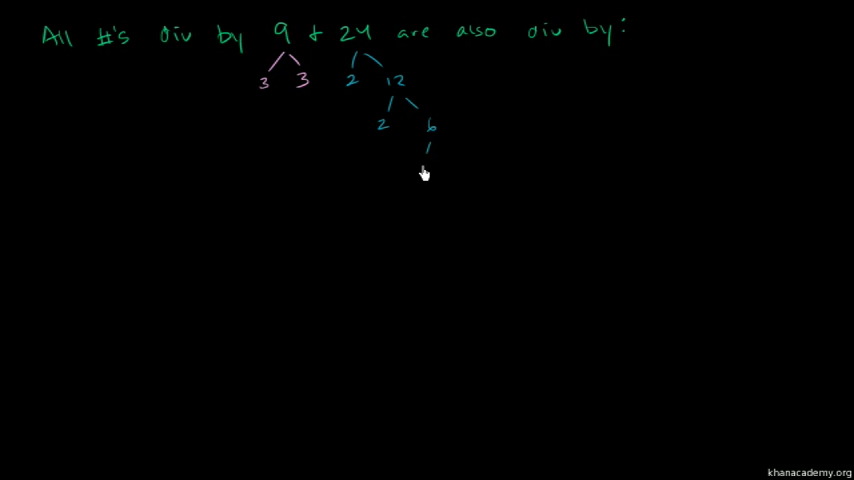 All #'s div by 9 + 24 are also div by:
3 3 2 12
2 6
khanacademy.org